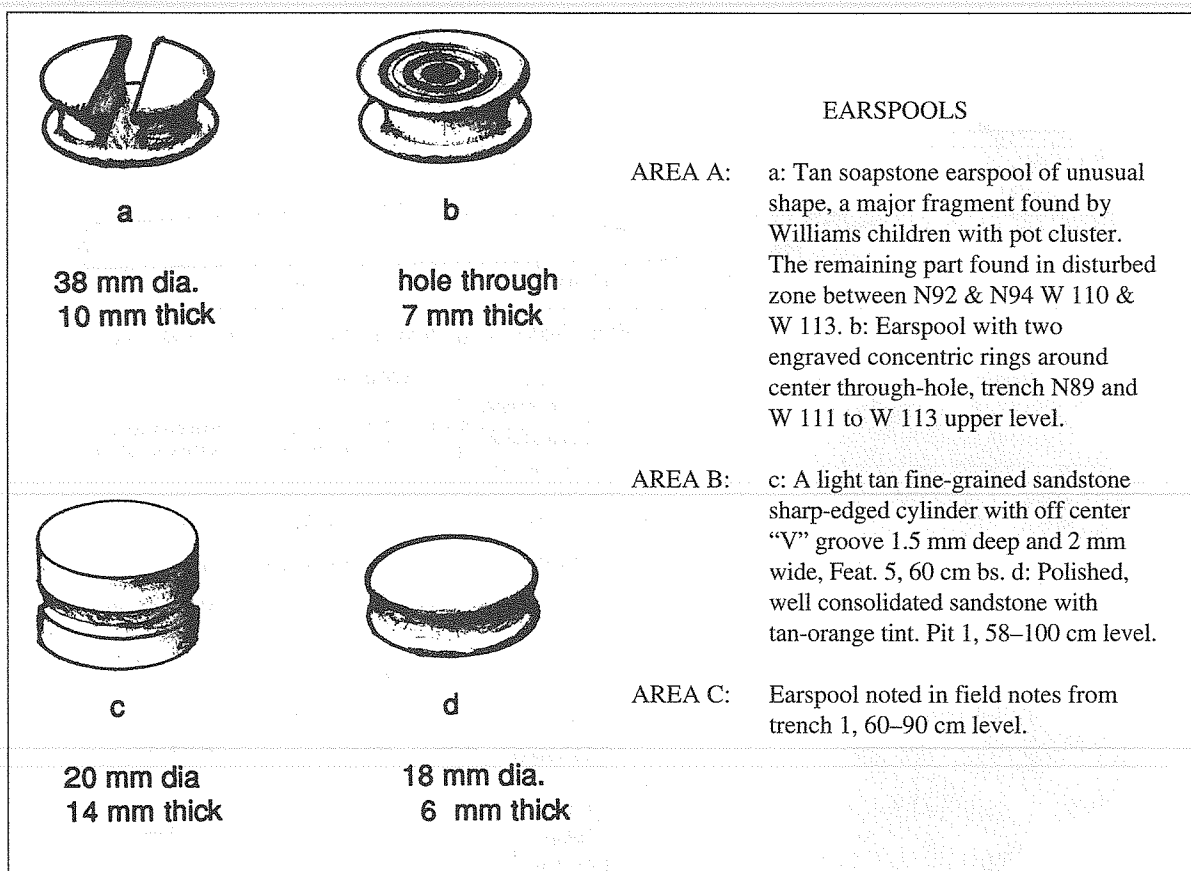 a
b
38 mm dia.
10 mm thick
hole through
7 mm thick
c
d
20 mm dia
14 mm thick
18 mm dia.
6 mm thick
EARSPOOLS
AREA A: a: Tan soapstone earspool of unusual
shape, a major fragment found by
Williams children with pot cluster.
The remaining part found in disturbed
zone between N92 & N94 W 110 &
W 113. b: Earspool with two
engraved concentric rings around
center through-hole, trench N89 and
W 111 to W 113 upper level.
AREA B: c: A light tan fine-grained sandstone
sharp-edged cylinder with off center
“V” groove 1.5 mm deep and 2 mm
wide, Feat. 5, 60 cm bs. d: Polished,
well consolidated sandstone with
tan-orange tint. Pit 1, 58–100 cm level.
AREA C: Earspool noted in field notes from
trench 1, 60–90 cm level.